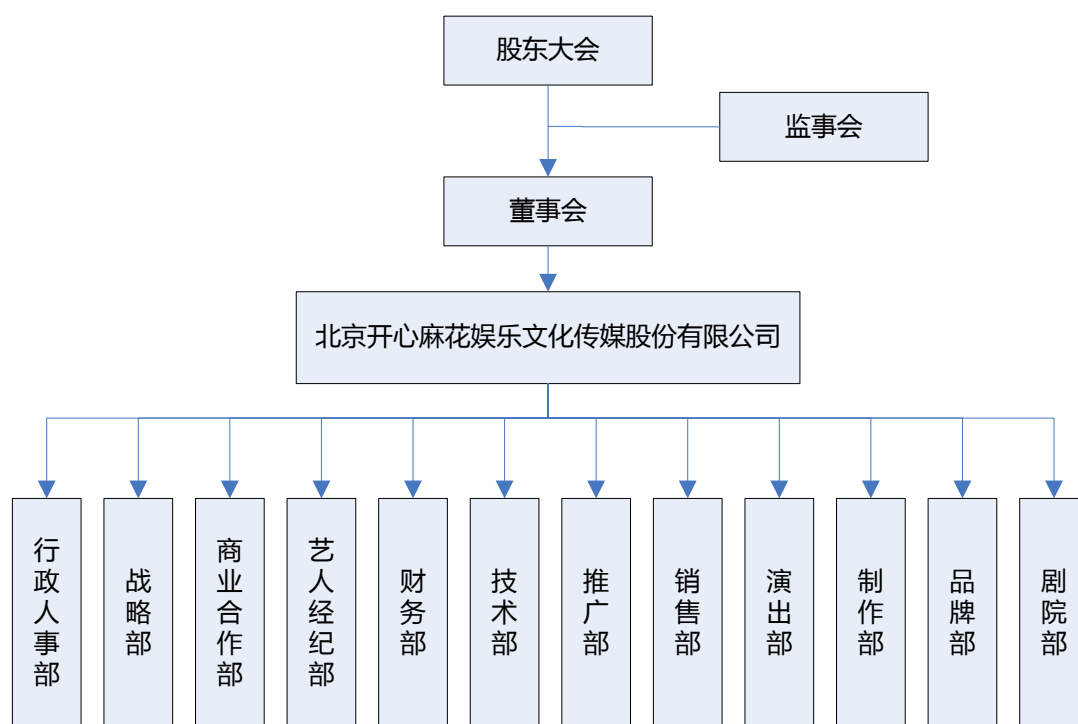 股东大会
监事会
董事会
北京开心麻花娱乐文化传媒股份有限公司
行政人事部
战略部
商业合作部
艺人经纪部
财务部
技术部
推广部
销售部
演出部
制作部
品牌部
剧院部